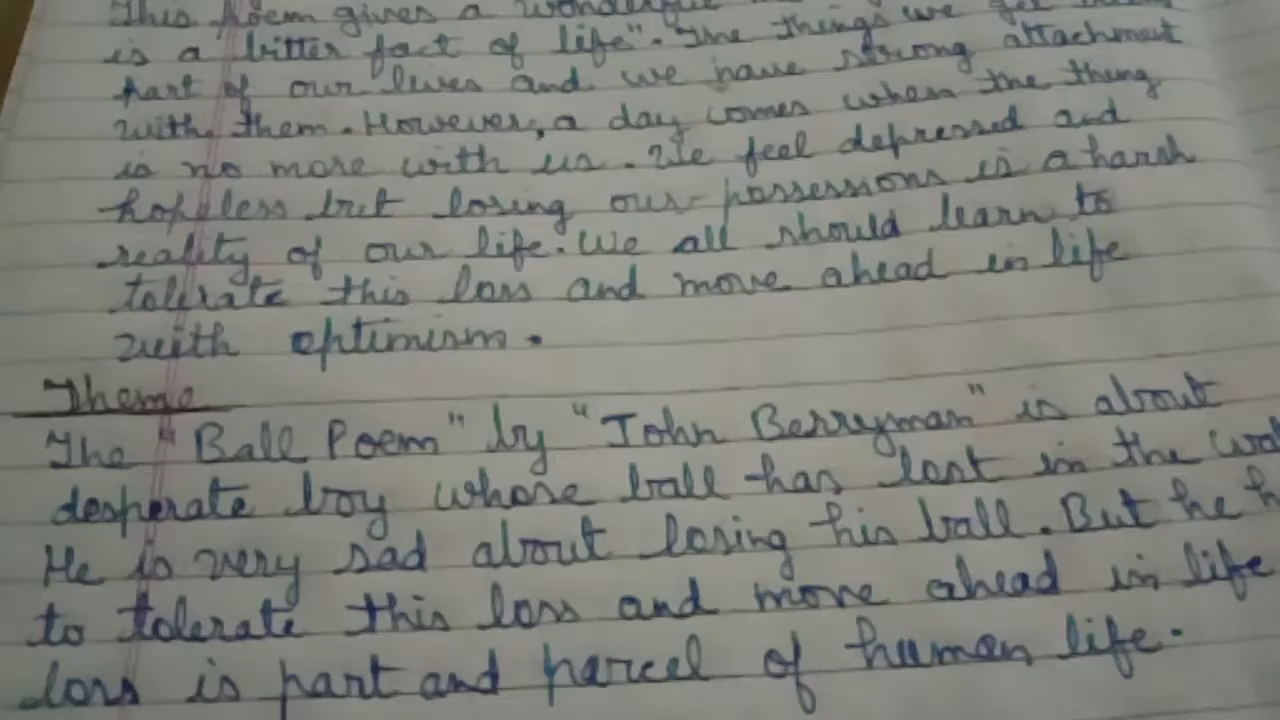 This Poem gives a
is a bitter fact of life". The things we get
part of our lives and we have strong attachment
with them. However, a day comes when the thing
is no more with us. We feel depressed and
hopeless but losing our possessions is a harsh
reality of our life. We all should learn to
tolerate this loss and move ahead in life
with optimism.
Theme
The "Ball Poem" by "John Berryman" is about
desperate boy whose ball has lost in the
He is very sad about losing his ball. But he
to tolerate this loss and move ahead in life
loss is part and parcel of human life.